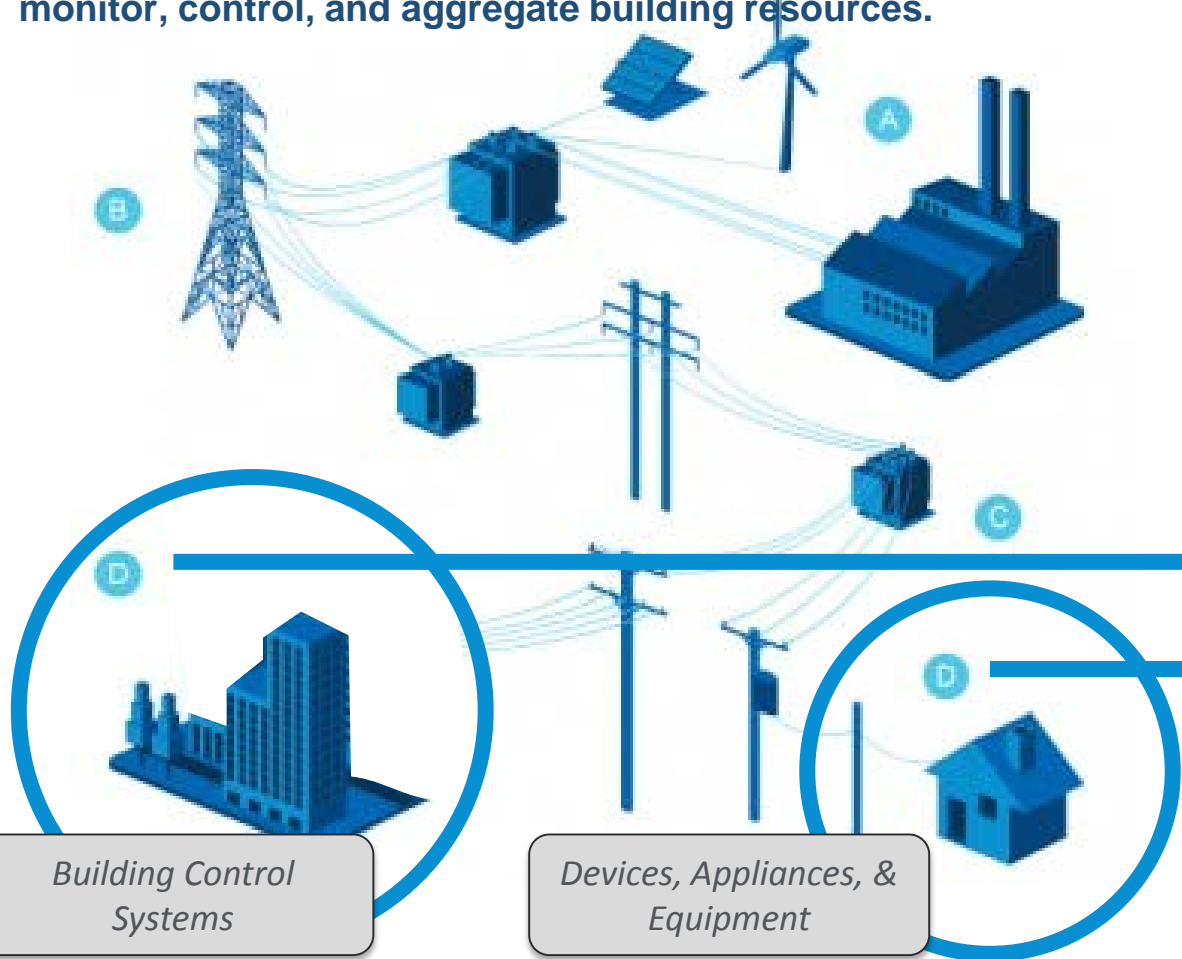 monitor, control, and aggregate building resources.
A
B
C
D
D
Building Control
Systems
Devices, Appliances, &
Equipment